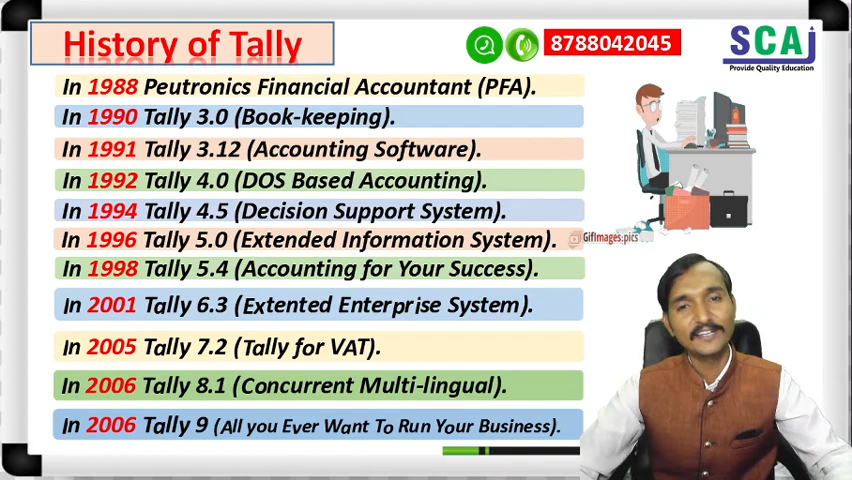 History of Tally
8788042045
SCAJ
Provide Quality Education
In 1988 Peutronics Financial Accountant (PFA).
In 1990 Tally 3.0 (Book-keeping).
In 1991 Tally 3.12 (Accounting Software).
In 1992 Tally 4.0 (DOS Based Accounting).
In 1994 Tally 4.5 (Decision Support System).
In 1996 Tally 5.0 (Extended Information System).
GifImages.pics
In 1998 Tally 5.4 (Accounting for Your Success).
In 2001 Tally 6.3 (Extented Enterprise System).
In 2005 Tally 7.2 (Tally for VAT).
In 2006 Tally 8.1 (Concurrent Multi-lingual).
In 2006 Tally 9 (All you Ever Want To Run Your Business).